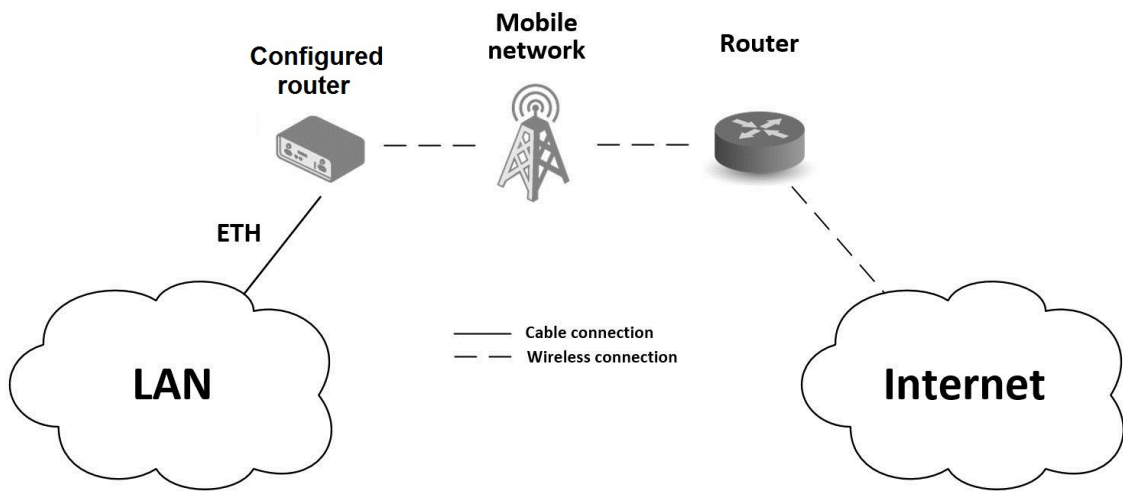 Mobile
network
Router
Configured
router
ETH
Cable connection
Wireless connection
LAN
Internet